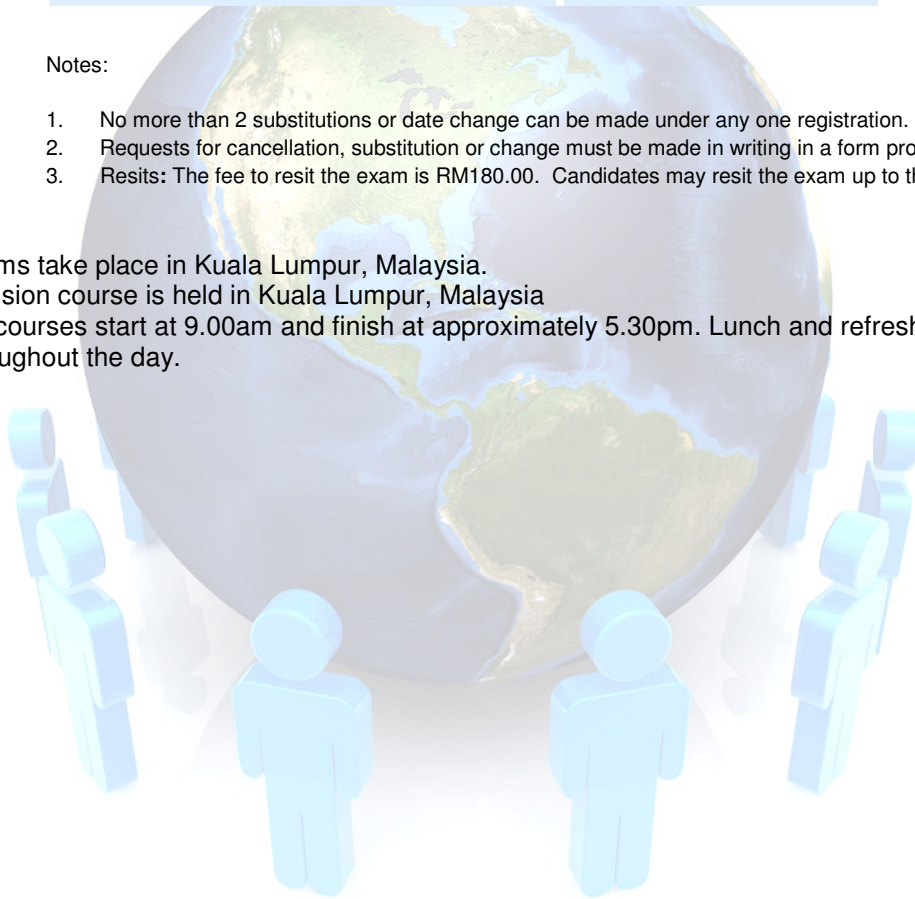 Notes:
1. No more than 2 substitutions or date change can be made under any one registration.
2. Requests for cancellation, substitution or change must be made in writing in a form pro
3. Resits: The fee to resit the exam is RM180.00. Candidates may resit the exam up to th
ms take place in Kuala Lumpur, Malaysia.
sion course is held in Kuala Lumpur, Malaysia
courses start at 9.00am and finish at approximately 5.30pm. Lunch and refresh
ughout the day.